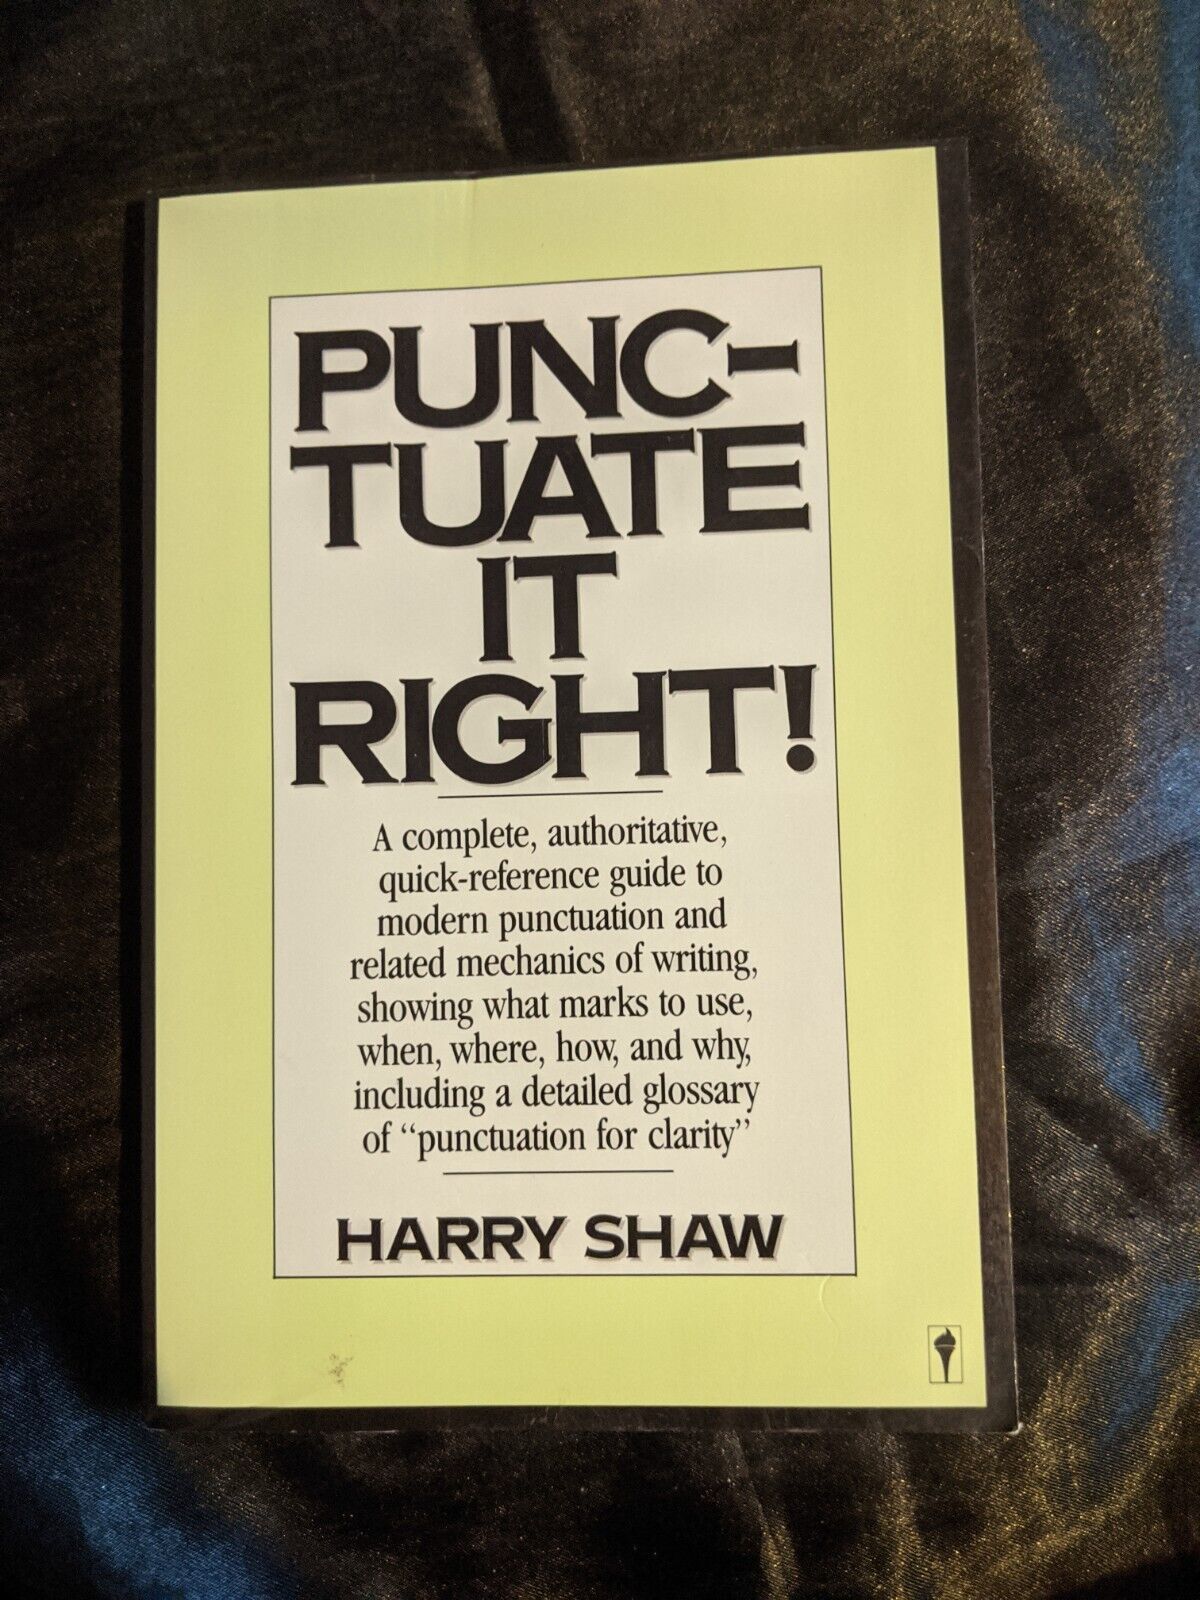 PUNC-
TUATE
IT
RIGHT!
A complete, authoritative,
quick-reference guide to
modern punctuation and
related mechanics of writing,
showing what marks to use,
when, where, how, and why,
including a detailed glossary
of “punctuation for clarity”
HARRY SHAW